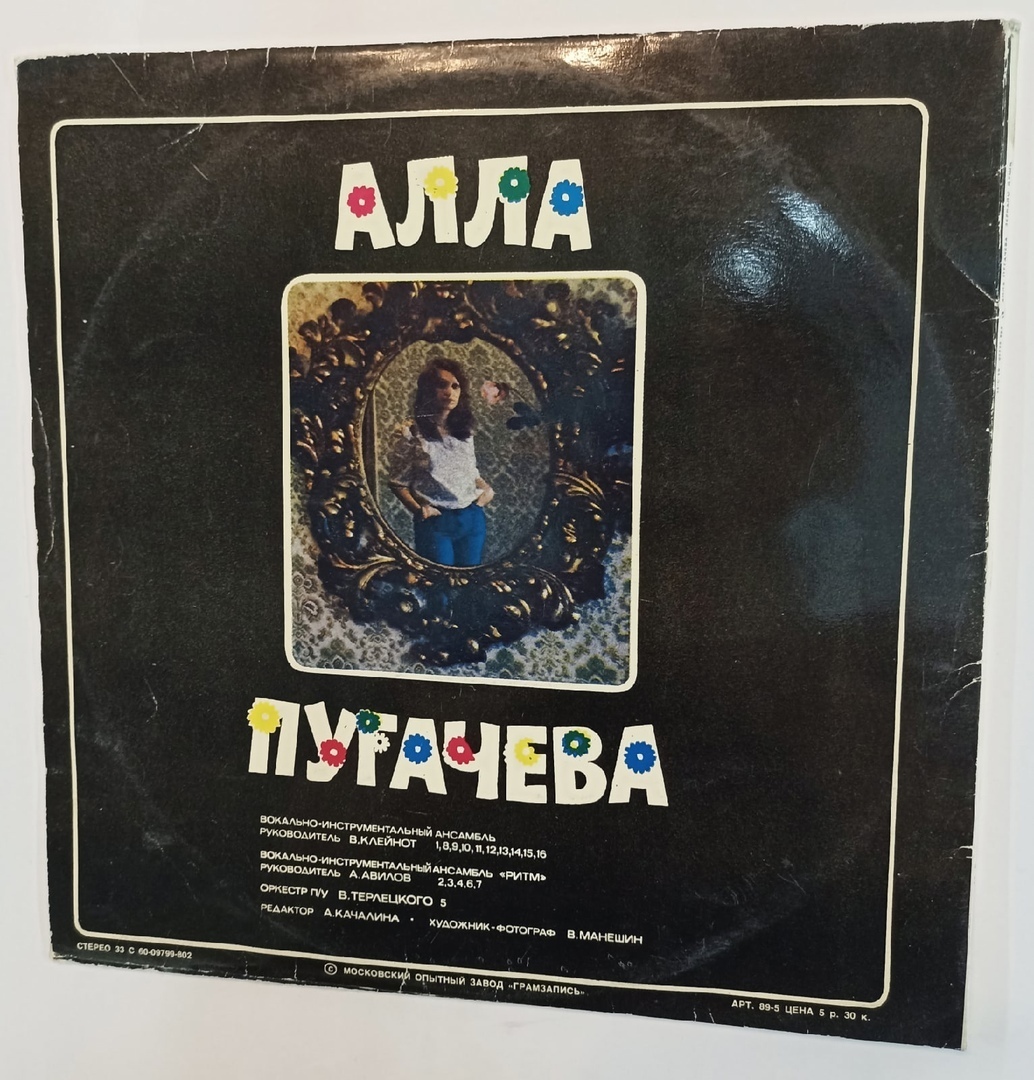 АЛЛА
ПУГАЧЕВА
ВОКАЛЬНО-ИНСТРУМЕНТАЛЬНЫЙ АНСАМБЛЬ
РУКОВОДИТЕЛЬ В.КЛЕЙНОТ 1,8,9,10,11,12,13,14,15,16
ВОКАЛЬНО-ИНСТРУМЕНТАЛЬНЫЙ АНСАМБЛЬ «РИТМ»
РУКОВОДИТЕЛЬ А.АВИЛОВ 2,3,4,6,7
ОРКЕСТР П/У В.ТЕРЛЕЦКОГО 5
РЕДАКТОР А.КАЧАЛИНА • ХУДОЖНИК-ФОТОГРАФ В.МАНЕШИН
СТЕРЕО 33 С 60-09799-802
© МОСКОВСКИЙ ОПЫТНЫЙ ЗАВОД «ГРАМЗАПИСЬ».
АРТ. 89-5 ЦЕНА 5 р. 30 к.